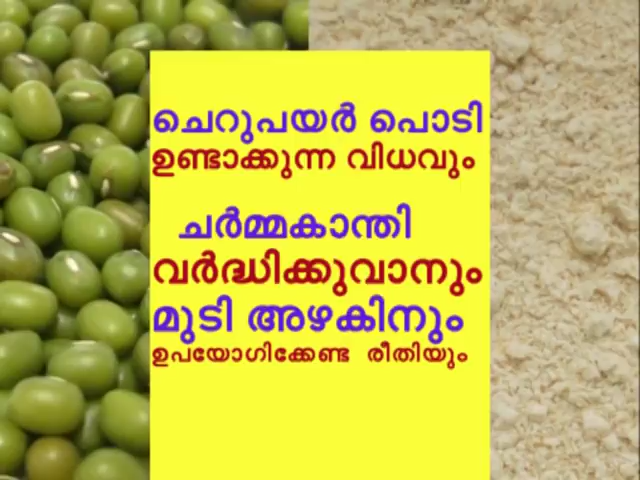 ചെറുപയർ പൊടി
ഉണ്ടാക്കുന്ന വിധവും
ചർമ്മകാന്തി
വർദ്ധിക്കുവാനും
മുടി അഴകിനും
ഉപയോഗിക്കേണ്ട രീതിയും